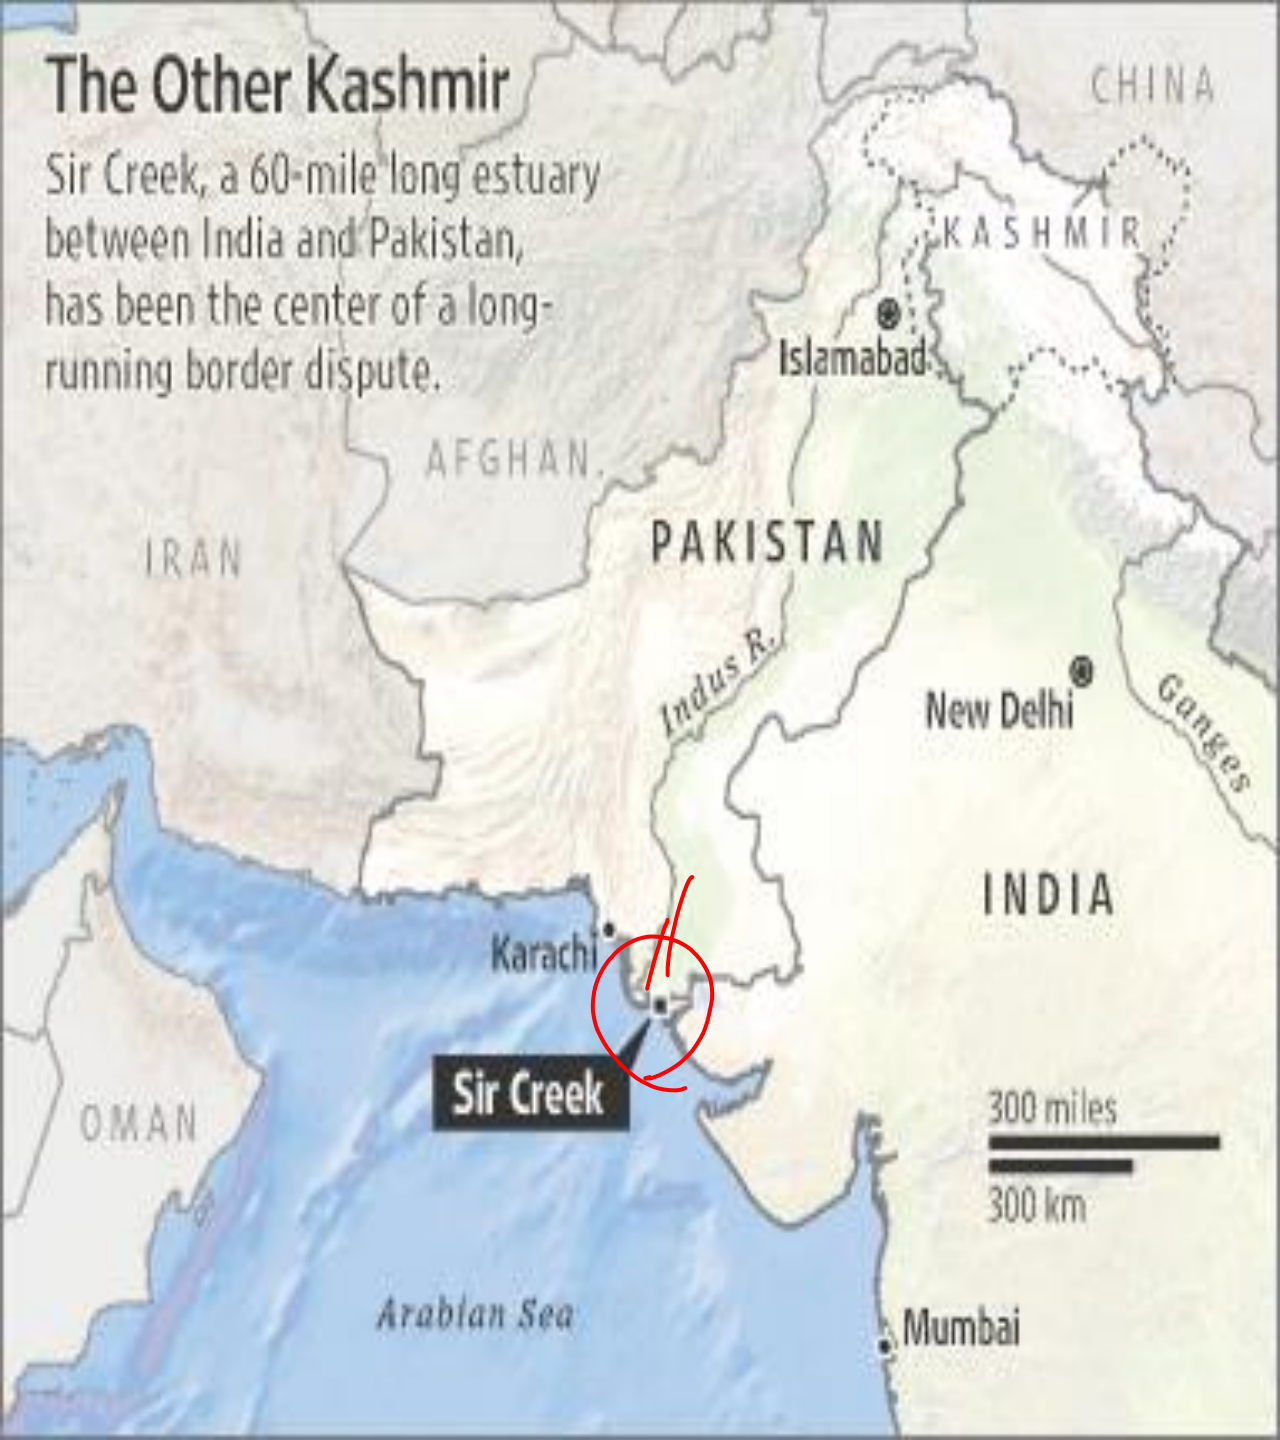 The Other Kashmir
Sir Creek, a 60-mile long estuary
between India and Pakistan,
has been the center of a long-
running border dispute.
CHINA
KASHMIR
Islamabad
AFGHAN.
IRAN
PAKISTAN
Indus R.
New Delhi
Ganges
INDIA
Karachi
Sir Creek
OMAN
300 miles
300 km
Arabian Sea
Mumbai